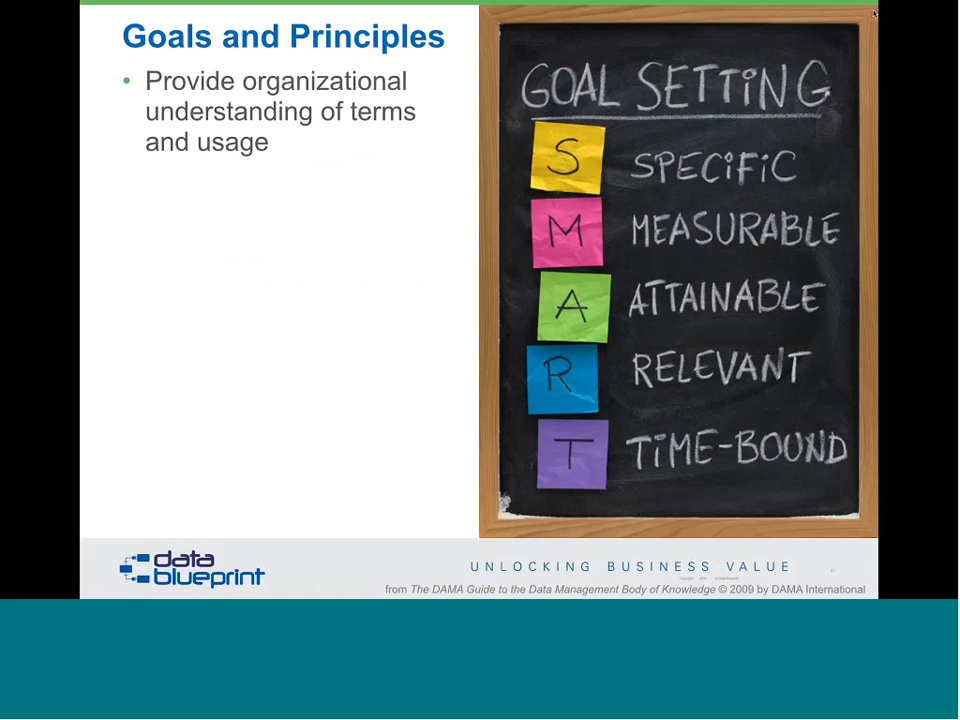 Goals and Principles
• Provide organizational
understanding of terms
and usage
GOAL SETTiNG
S SPECiFiC
M MEASURABLE
A ATTAINABLE
R RELEVANT
T TiME-BOUND
data
blueprint
UNLOCKING BUSINESS VALUE
from The DAMA Guide to the Data Management Body of Knowledge © 2009 by DAMA International